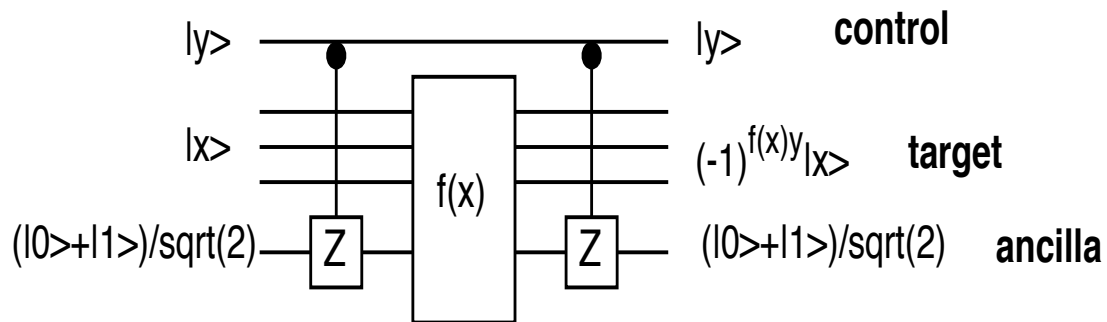 |y> |y> control
|x> f(x) (-1)^{f(x)y}|x> target
(|0>+|1>)/sqrt(2) Z Z (|0>+|1>)/sqrt(2) ancilla